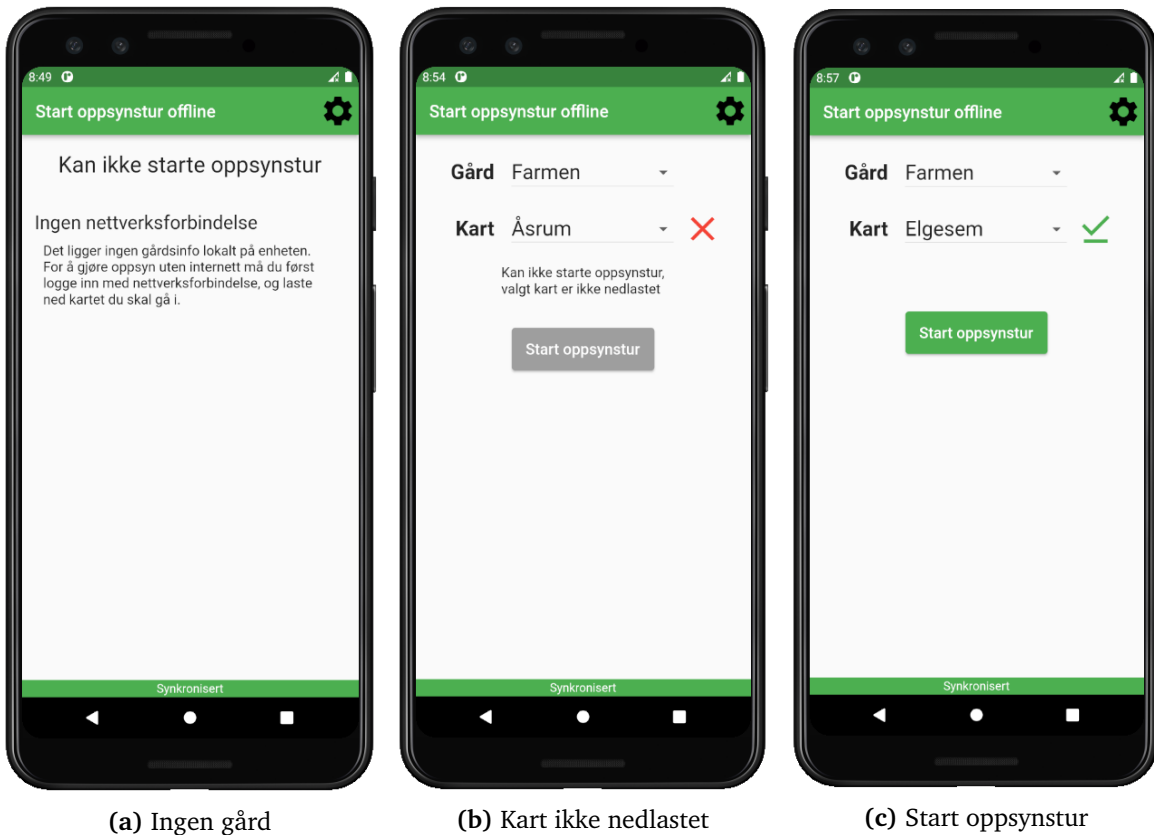 8:49
Start oppsynstur offline
Kan ikke starte oppsynstur
Ingen nettverksforbindelse
Det ligger ingen gårdsinfo lokalt på enheten.
For å gjøre oppsyn uten internett må du først
logge inn med nettverksforbindelse, og laste
ned kartet du skal gå i.
Synkronisert
(a) Ingen gård
8:54
Start oppsynstur offline
Gård Farmen
Kart Åsrum
Kan ikke starte oppsynstur,
valgt kart er ikke nedlastet
Start oppsynstur
Synkronisert
(b) Kart ikke nedlastet
8:57
Start oppsynstur offline
Gård Farmen
Kart Elgesem
Start oppsynstur
Synkronisert
(c) Start oppsynstur